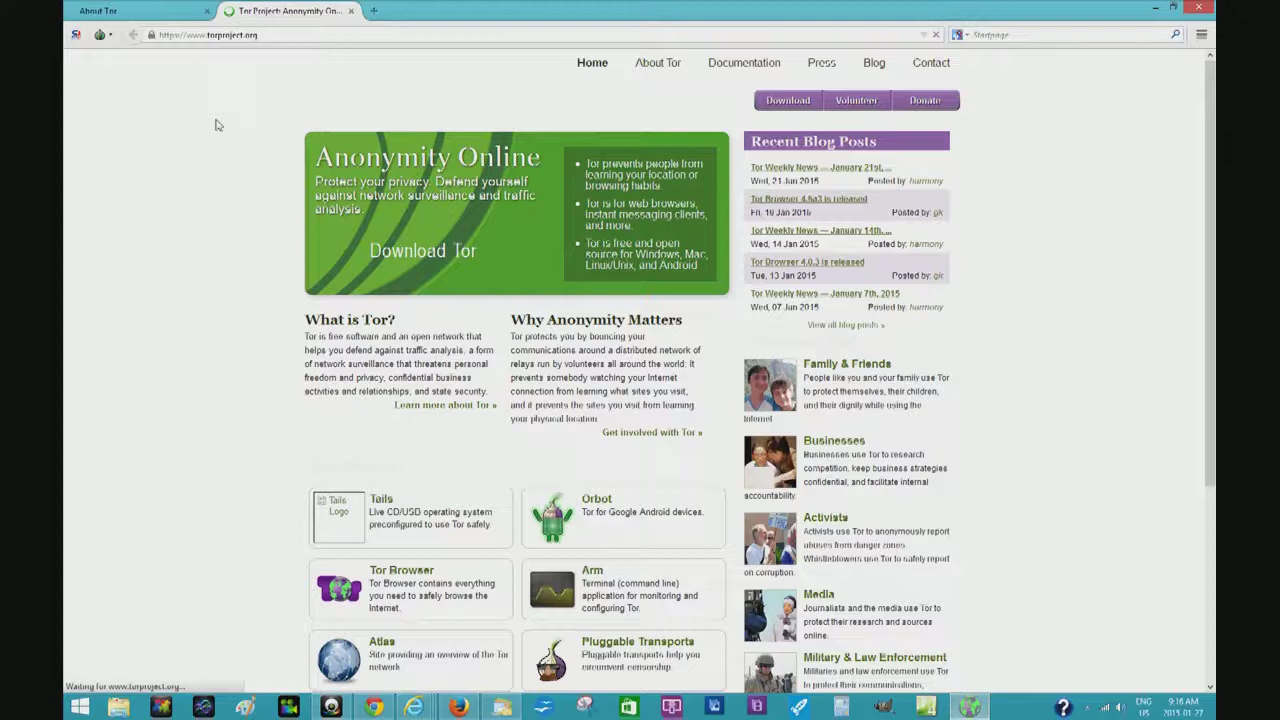 About Tor
Tor Project: Anonymity On...
https://www.torproject.org
Startpage
Home
About Tor
Documentation
Press
Blog
Contact
Download
Volunteer
Donate
Anonymity Online
Protect your privacy. Defend yourself
against network surveillance and traffic
analysis.
Download Tor
Tor prevents people from
learning your location or
browsing habits.
Tor is for web browsers,
instant messaging clients,
and more.
Tor is free and open
source for Windows, Mac,
Linux/Unix, and Android
Recent Blog Posts
Tor Weekly News — January 21st, ...
Wed, 21 Jan 2015 Posted by: harmony
Tor Browser 4.5a3 is released
Fri, 16 Jan 2015 Posted by: gk
Tor Weekly News — January 14th, ...
Wed, 14 Jan 2015 Posted by: harmony
Tor Browser 4.0.3 is released
Tue, 13 Jan 2015 Posted by: gk
Tor Weekly News — January 7th, 2015
Wed, 07 Jan 2015 Posted by: harmony
View all blog posts »
What is Tor?
Tor is free software and an open network that
helps you defend against traffic analysis, a form
of network surveillance that threatens personal
freedom and privacy, confidential business
activities and relationships, and state security.
Learn more about Tor »
Why Anonymity Matters
Tor protects you by bouncing your
communications around a distributed network of
relays run by volunteers all around the world: it
prevents somebody watching your Internet
connection from learning what sites you visit,
and it prevents the sites you visit from learning
your physical location.
Get involved with Tor »
Tails
Logo
Tails
Live CD/USB operating system
preconfigured to use Tor safely.
Orbot
Tor for Google Android devices.
Tor Browser
Tor Browser contains everything
you need to safely browse the
Internet.
Arm
Terminal (command line)
application for monitoring and
configuring Tor.
Atlas
Site providing an overview of the Tor
network.
Pluggable Transports
Pluggable transports help you
circumvent censorship.
Family & Friends
People like you and your family use Tor
to protect themselves, their children,
and their dignity while using the
Internet.
Businesses
Businesses use Tor to research
competition, keep business strategies
confidential, and facilitate internal
accountability.
Activists
Activists use Tor to anonymously report
abuses from danger zones.
Whistleblowers use Tor to safely report
on corruption.
Media
Journalists and the media use Tor to
protect their research and sources
online.
Military & Law Enforcement
Militaries and law enforcement use Tor
to protect their communications,
Waiting for www.torproject.org...
ENG
US
9:16 AM
2015-01-27